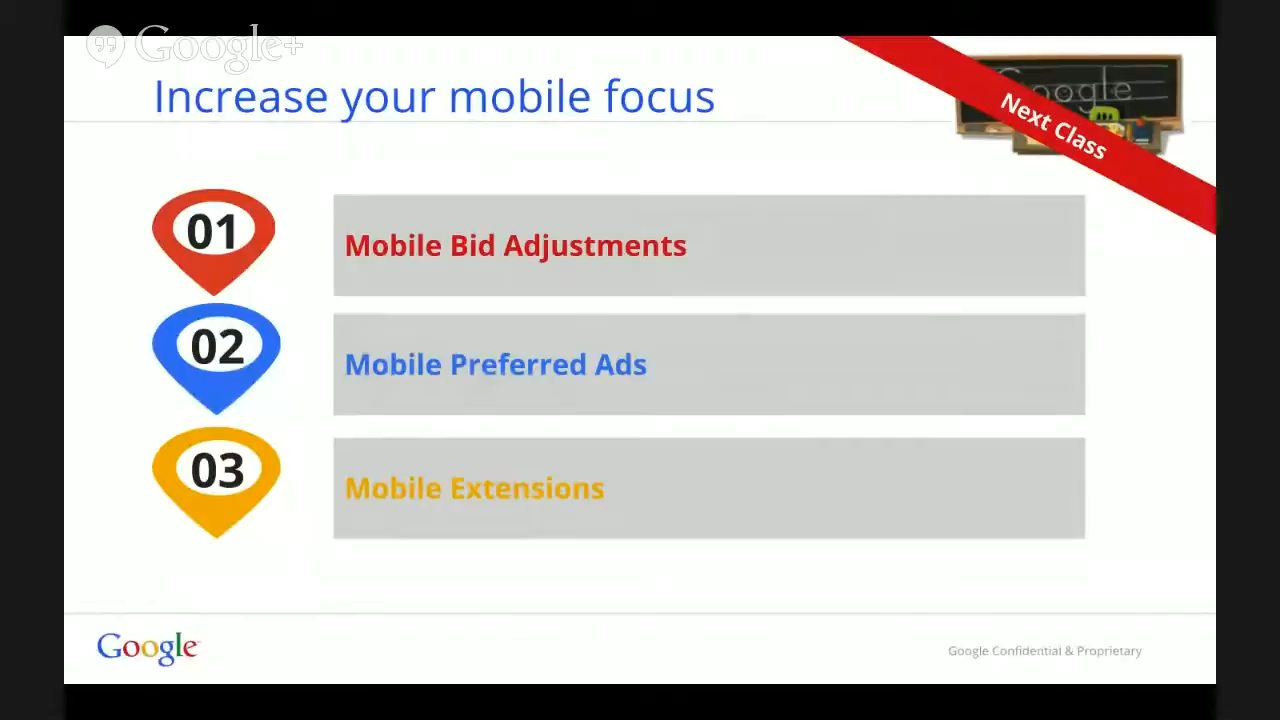 Google+
Increase your mobile focus
Google
Next Class
01
Mobile Bid Adjustments
02
Mobile Preferred Ads
03
Mobile Extensions
Google
Google Confidential & Proprietary